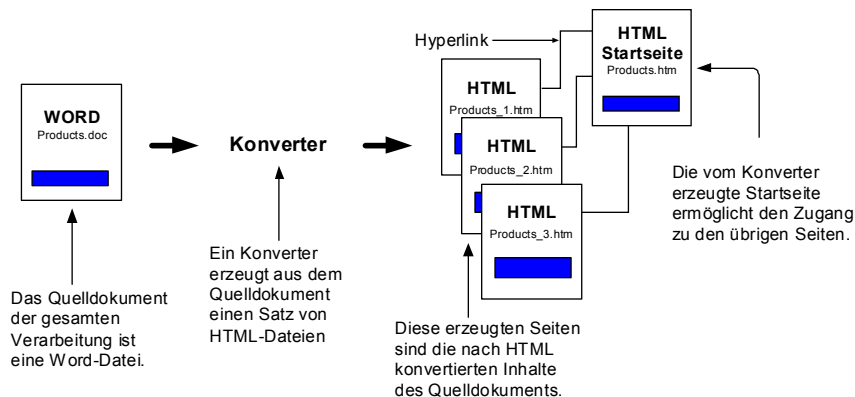 Hyperlink
HTML
Startseite
Products.htm
HTML
Products_1.htm
WORD
Products.doc
Konverter
HTML
Products_2.htm
HTML
Products_3.htm
Die vom Konverter
erzeugte Startseite
ermöglicht den Zugang
zu den übrigen Seiten.
Das Quelldokument
der gesamten
Verarbeitung ist
eine Word-Datei.
Ein Konverter
erzeugt aus dem
Quelldokument
einen Satz von
HTML-Dateien
Diese erzeugten Seiten
sind die nach HTML
konvertierten Inhalte
des Quelldokuments.